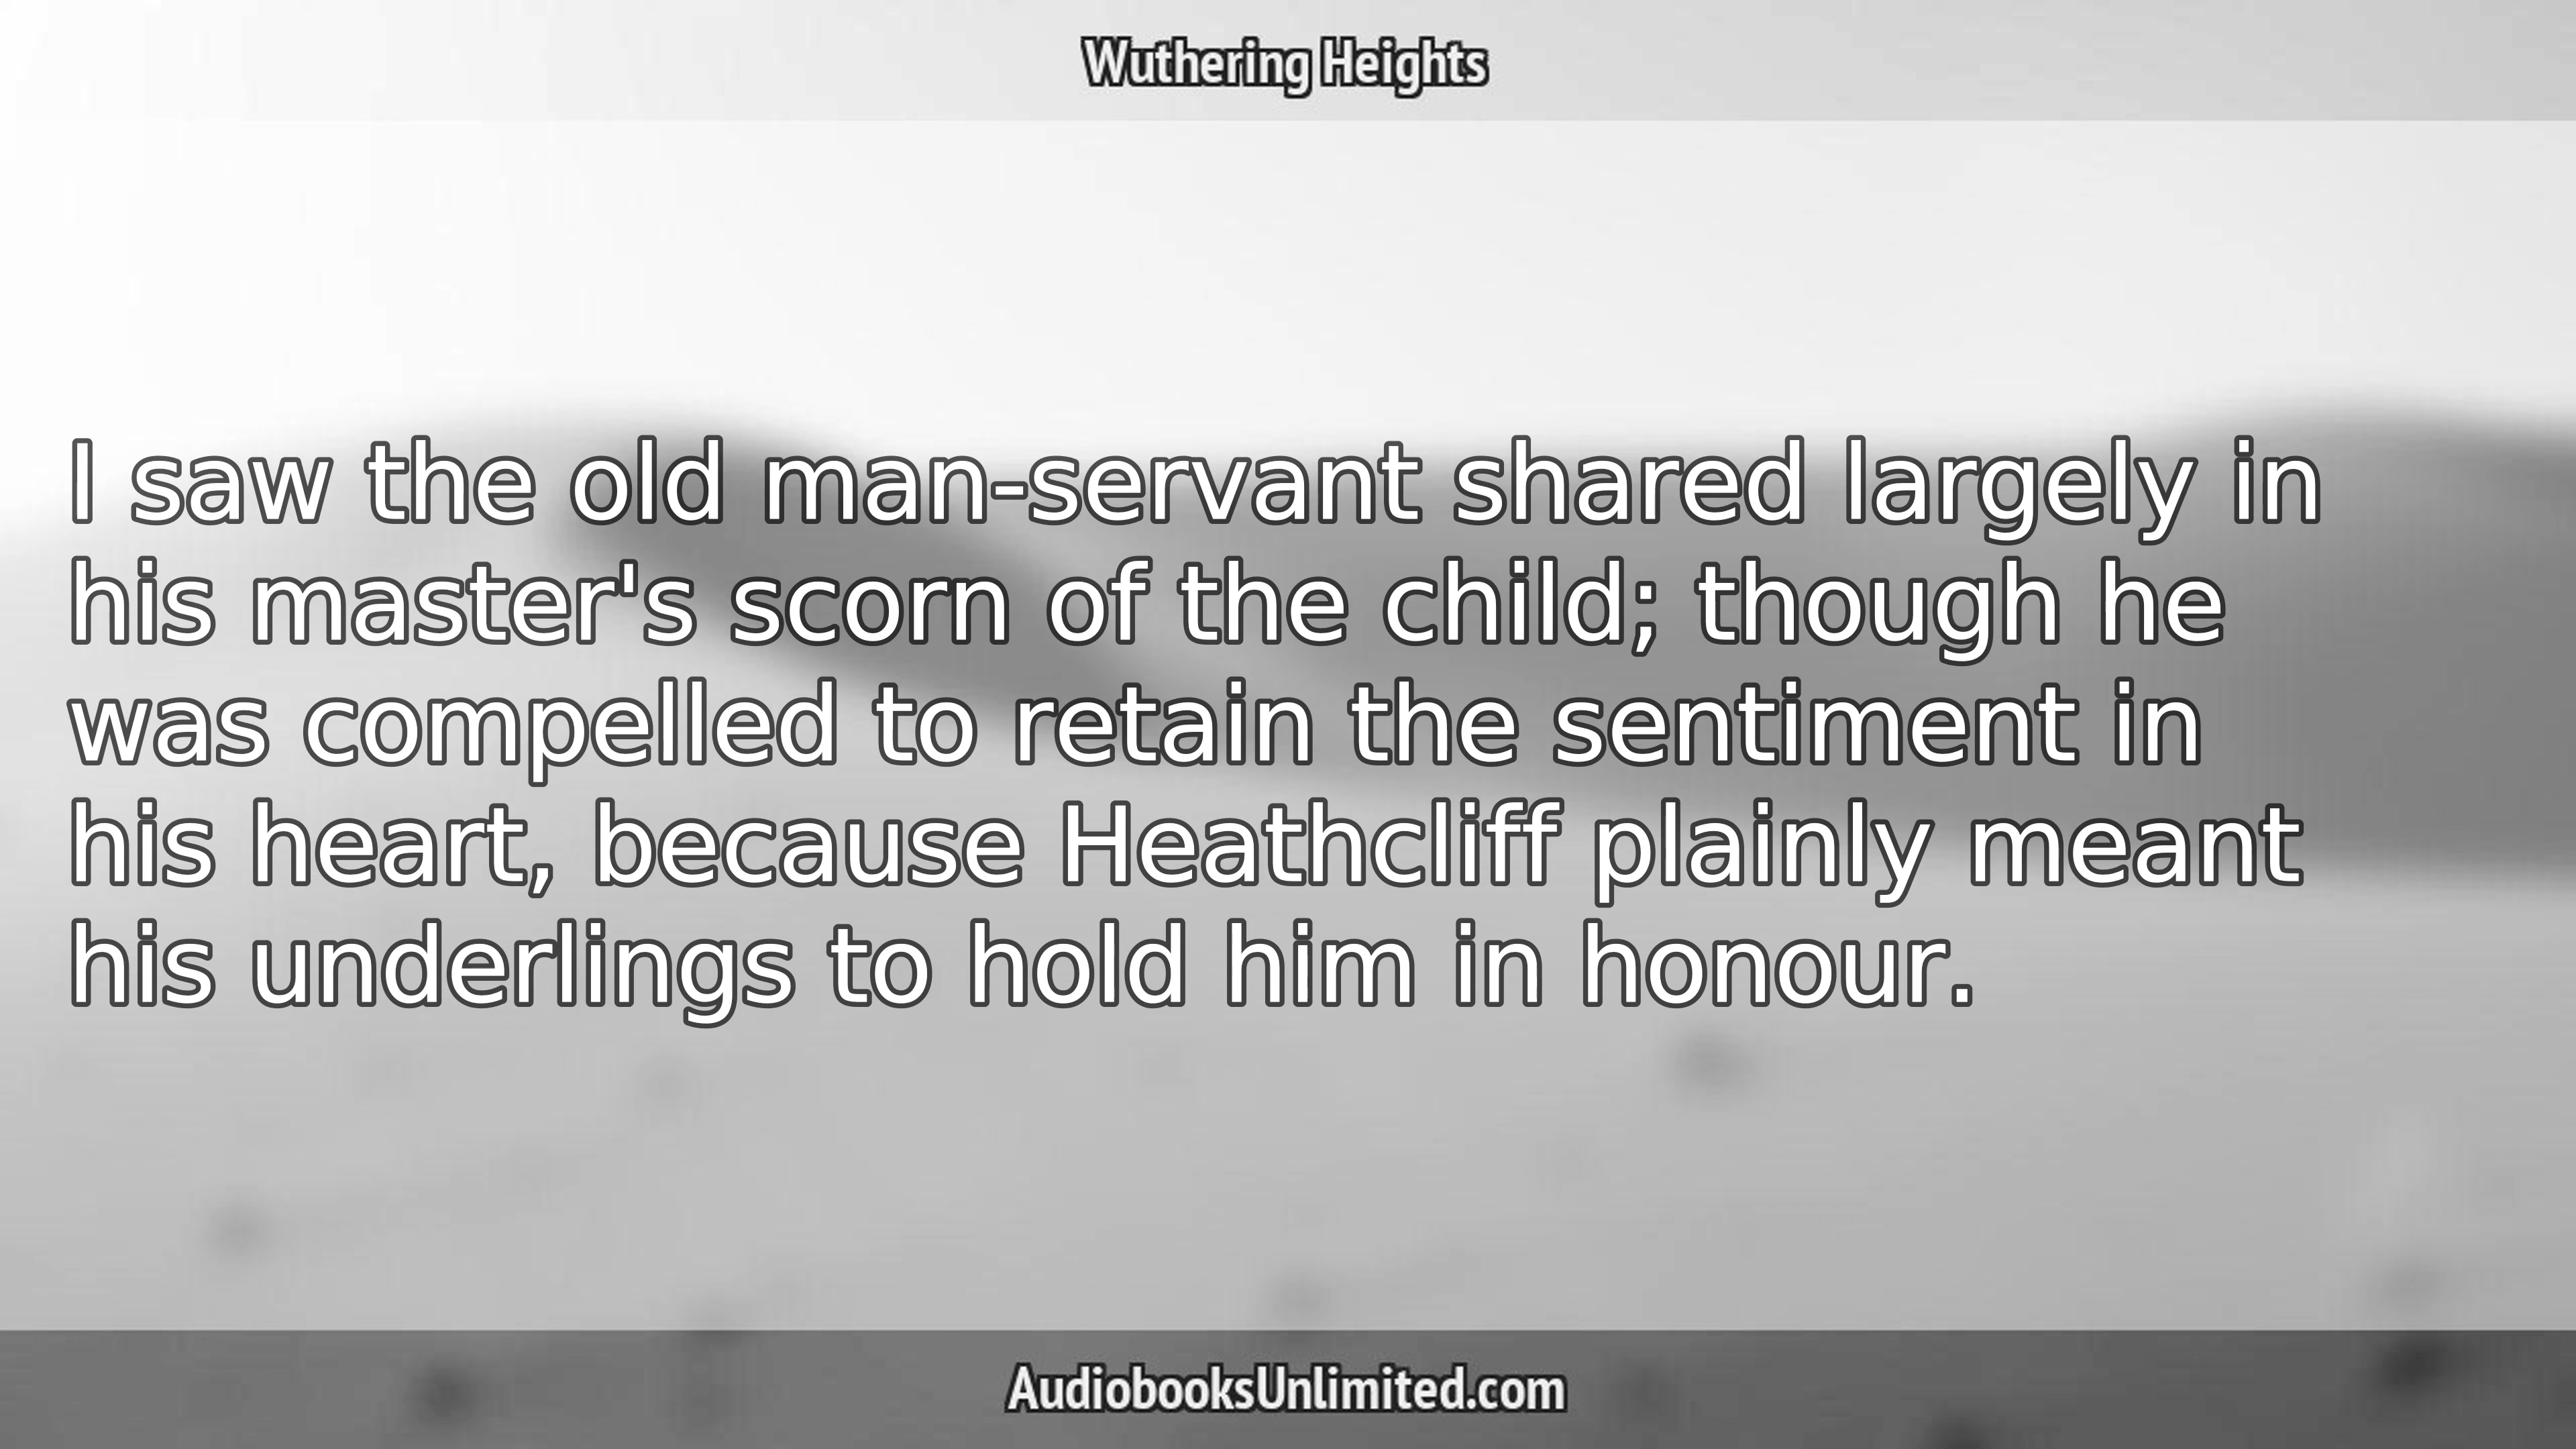 Wuthering Heights
I saw the old man-servant shared largely in
his master's scorn of the child; though he
was compelled to retain the sentiment in
his heart, because Heathcliff plainly meant
his underlings to hold him in honour.
AudiobooksUnlimited.com